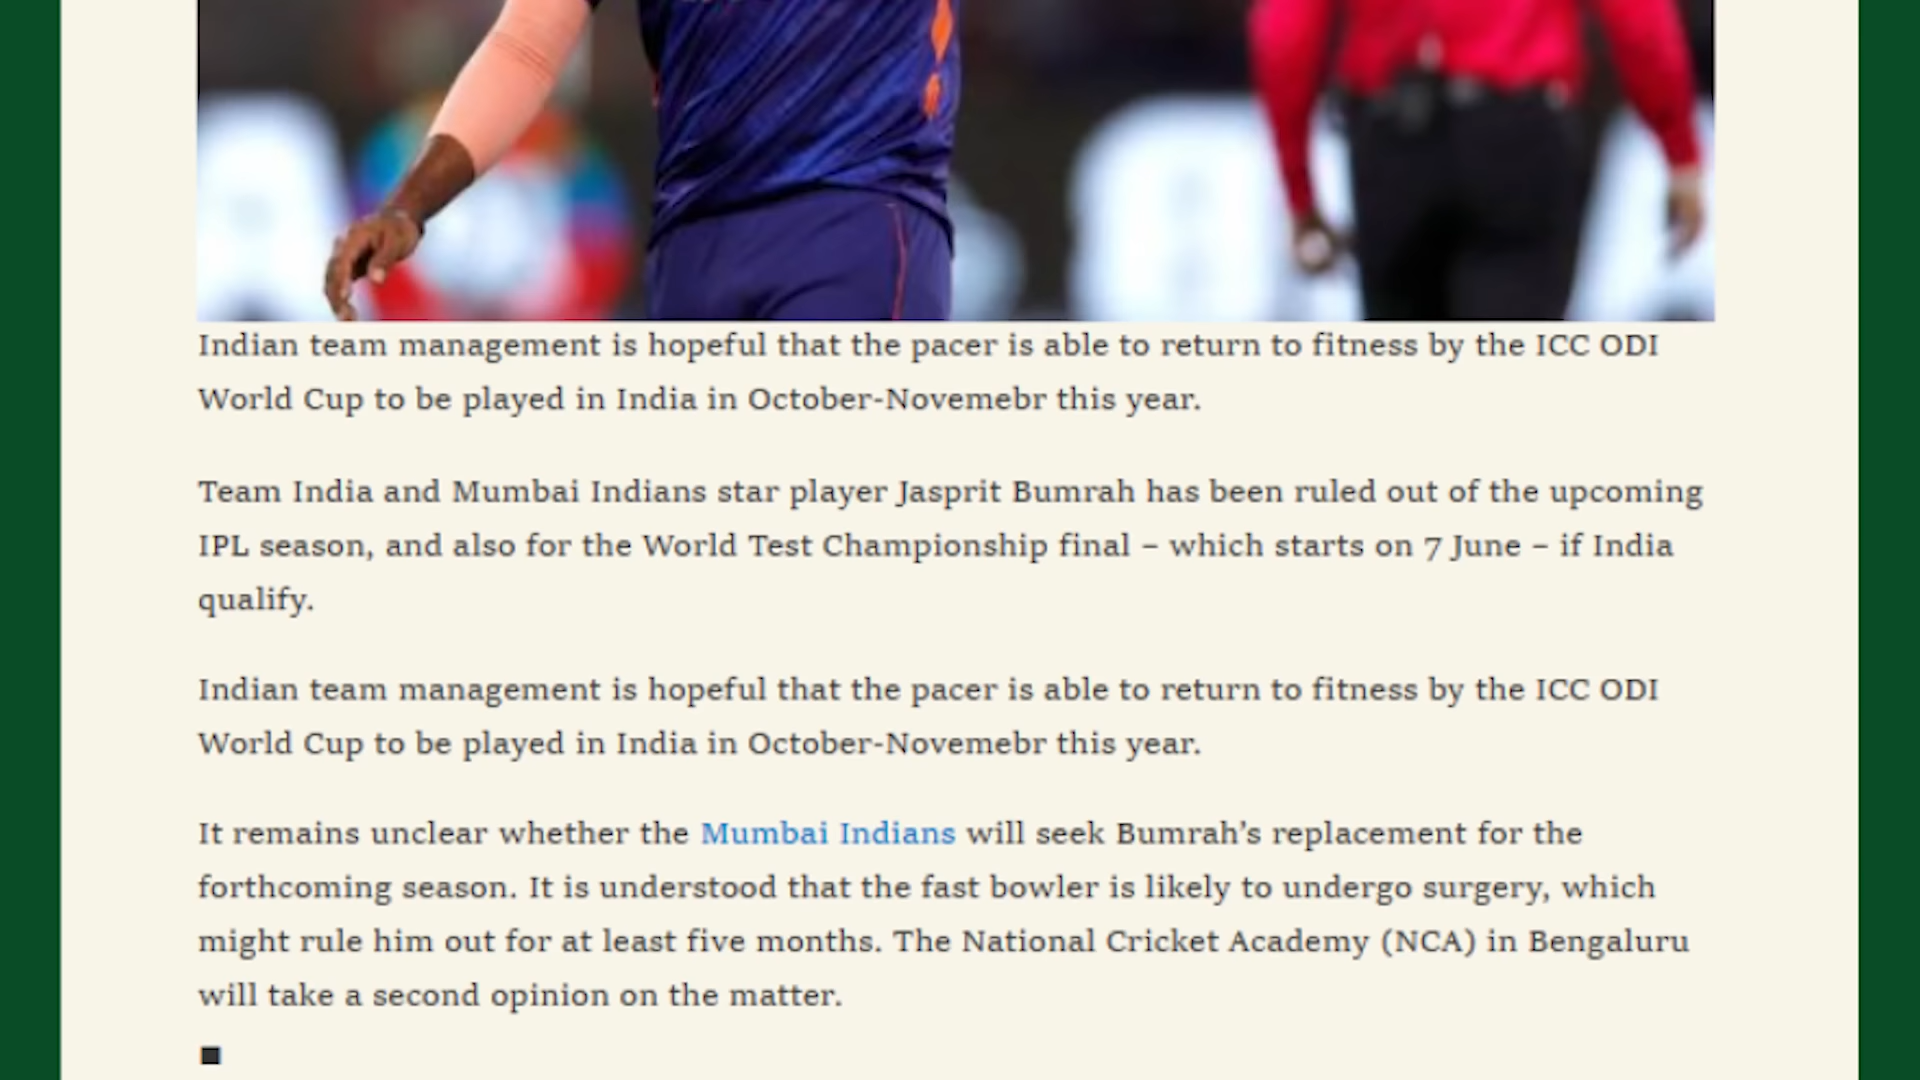 Indian team management is hopeful that the pacer is able to return to fitness by the ICC ODI
World Cup to be played in India in October-Novemebr this year.
Team India and Mumbai Indians star player Jasprit Bumrah has been ruled out of the upcoming
IPL season, and also for the World Test Championship final – which starts on 7 June – if India
qualify.
Indian team management is hopeful that the pacer is able to return to fitness by the ICC ODI
World Cup to be played in India in October-Novemebr this year.
It remains unclear whether the Mumbai Indians will seek Bumrah’s replacement for the
forthcoming season. It is understood that the fast bowler is likely to undergo surgery, which
might rule him out for at least five months. The National Cricket Academy (NCA) in Bengaluru
will take a second opinion on the matter.